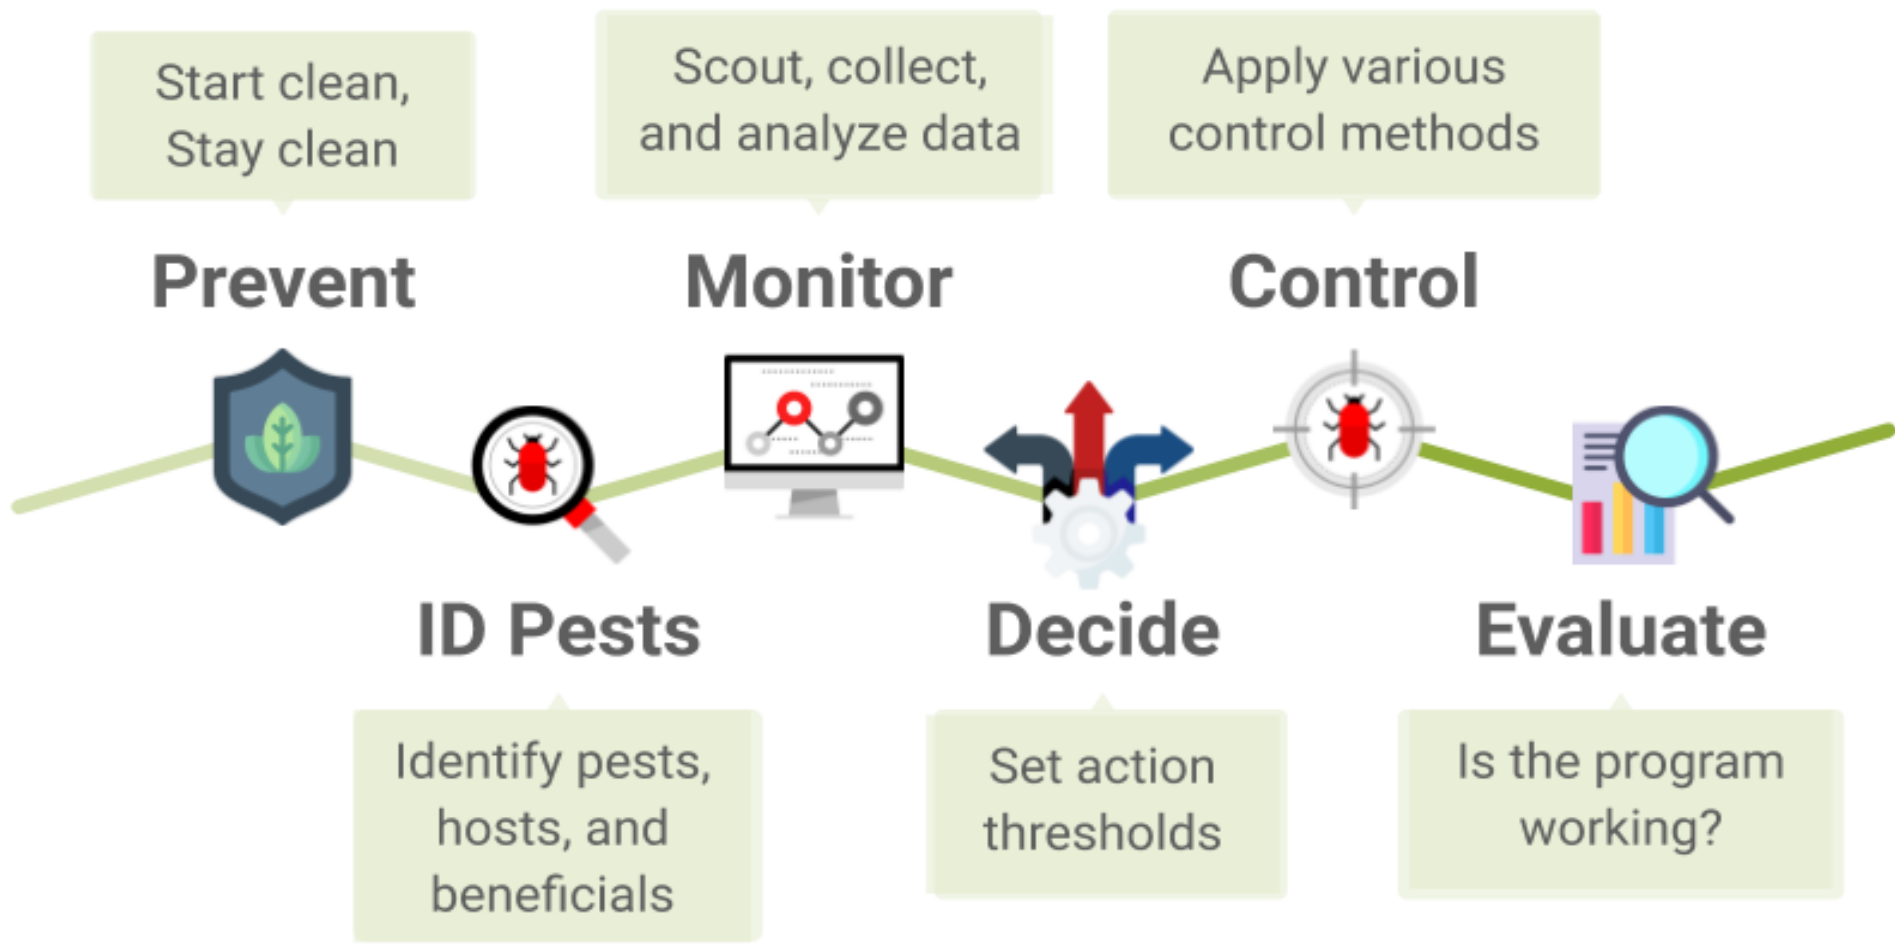 Start clean,
Stay clean
Prevent
Identify pests,
hosts, and
beneficials
ID Pests
Scout, collect,
and analyze data
Monitor
Set action
thresholds
Decide
Apply various
control methods
Control
Is the program
working?
Evaluate